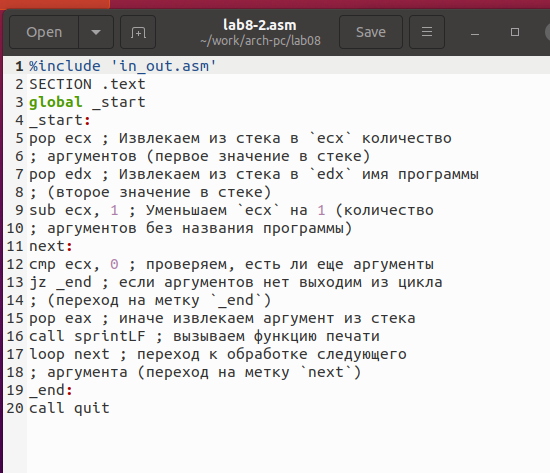 Open
lab8-2.asm
~/work/arch-pc/lab08
Save
1 %include 'in_out.asm'
2 SECTION .text
3 global _start
4 _start:
5 pop ecx ; Извлекаем из стека в `ecx` количество
6 ; аргументов (первое значение в стеке)
7 pop edx ; Извлекаем из стека в `edx` имя программы
8 ; (второе значение в стеке)
9 sub ecx, 1 ; Уменьшаем `ecx` на 1 (количество
10 ; аргументов без названия программы)
11 next:
12 cmp ecx, 0 ; проверяем, есть ли еще аргументы
13 jz _end ; если аргументов нет выходим из цикла
14 ; (переход на метку `_end`)
15 pop eax ; иначе извлекаем аргумент из стека
16 call sprintLF ; вызываем функцию печати
17 loop next ; переход к обработке следующего
18 ; аргумента (переход на метку `next`)
19 _end:
20 call quit